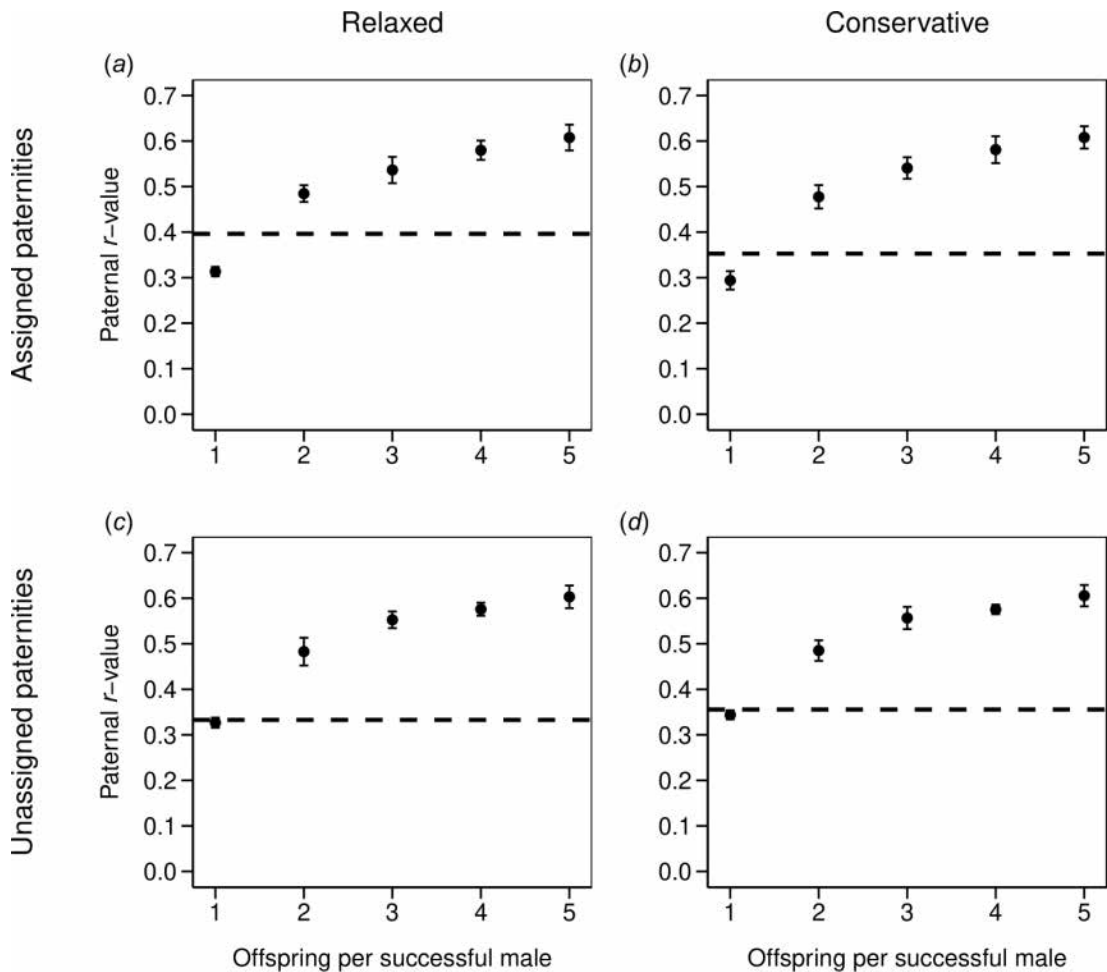 Relaxed
Conservative
Assigned paternities
Unassigned paternities
(a)
Paternal r–value
0.7
0.6
0.5
0.4
0.3
0.2
0.1
0.0
1 2 3 4 5
(b)
0.7
0.6
0.5
0.4
0.3
0.2
0.1
0.0
1 2 3 4 5
(c)
Paternal r–value
0.7
0.6
0.5
0.4
0.3
0.2
0.1
0.0
1 2 3 4 5
Offspring per successful male
(d)
0.7
0.6
0.5
0.4
0.3
0.2
0.1
0.0
1 2 3 4 5
Offspring per successful male